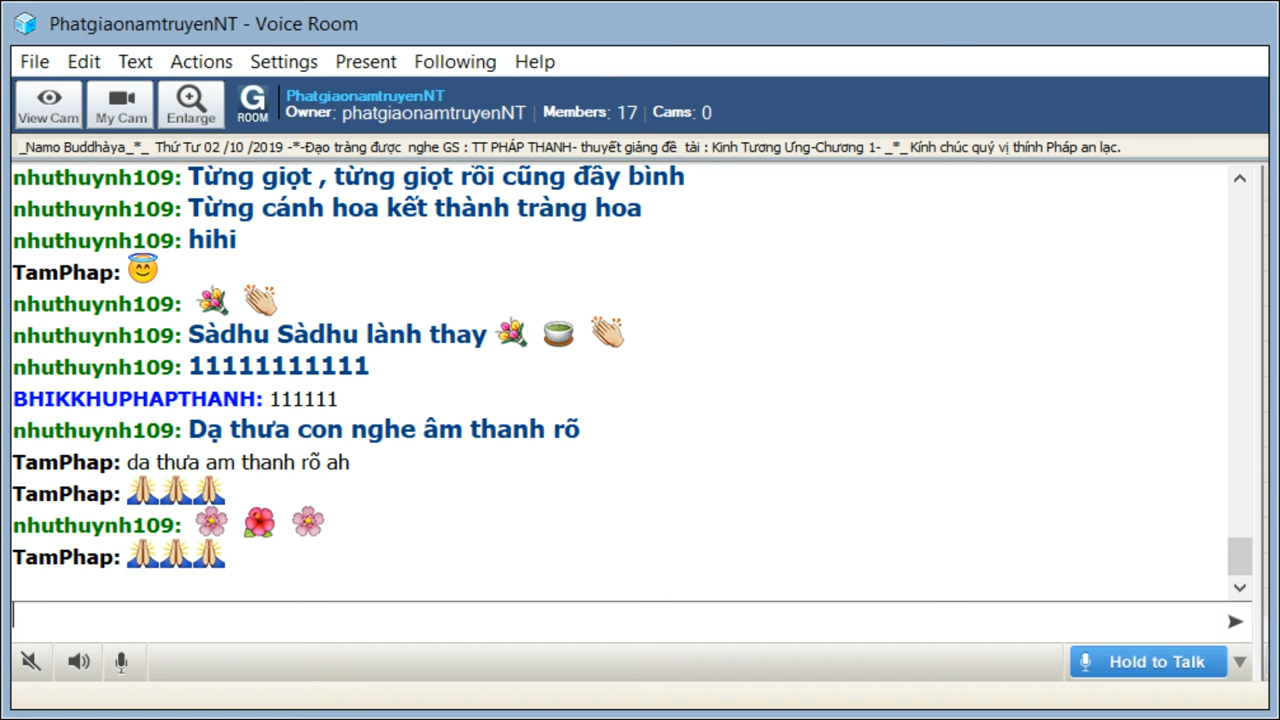 PhatgiaonamtruyenNT - Voice Room
File Edit Text Actions Settings Present Following Help
View Cam My Cam Enlarge G ROOM
PhatgiaonamtruyenNT
Owner: phatgiaonamtruyenNT | Members: 17 | Cams: 0
_Namo Buddhàya_*_ Thứ Tư 02 /10 /2019 -*-Đạo tràng được nghe GS : TT PHÁP THANH- thuyết giảng đề tài : Kinh Tương Ưng-Chương 1- _*_ Kính chúc quý vị thính Pháp an lạc.
nhuthuynh109: Từng giọt , từng giọt rồi cũng đầy bình
nhuthuynh109: Từng cánh hoa kết thành tràng hoa
nhuthuynh109: hihi
TamPhap: 😇
nhuthuynh109: 💐 👏
nhuthuynh109: Sàdhu Sàdhu lành thay 💐 🍵 👏
nhuthuynh109: 11111111111
BHIKKHUPHAPTHANH: 111111
nhuthuynh109: Dạ thưa con nghe âm thanh rõ
TamPhap: da thưa am thanh rõ ah
TamPhap: 🙏🙏🙏
nhuthuynh109: 🌸 🌺 🌸
TamPhap: 🙏🙏🙏
Hold to Talk